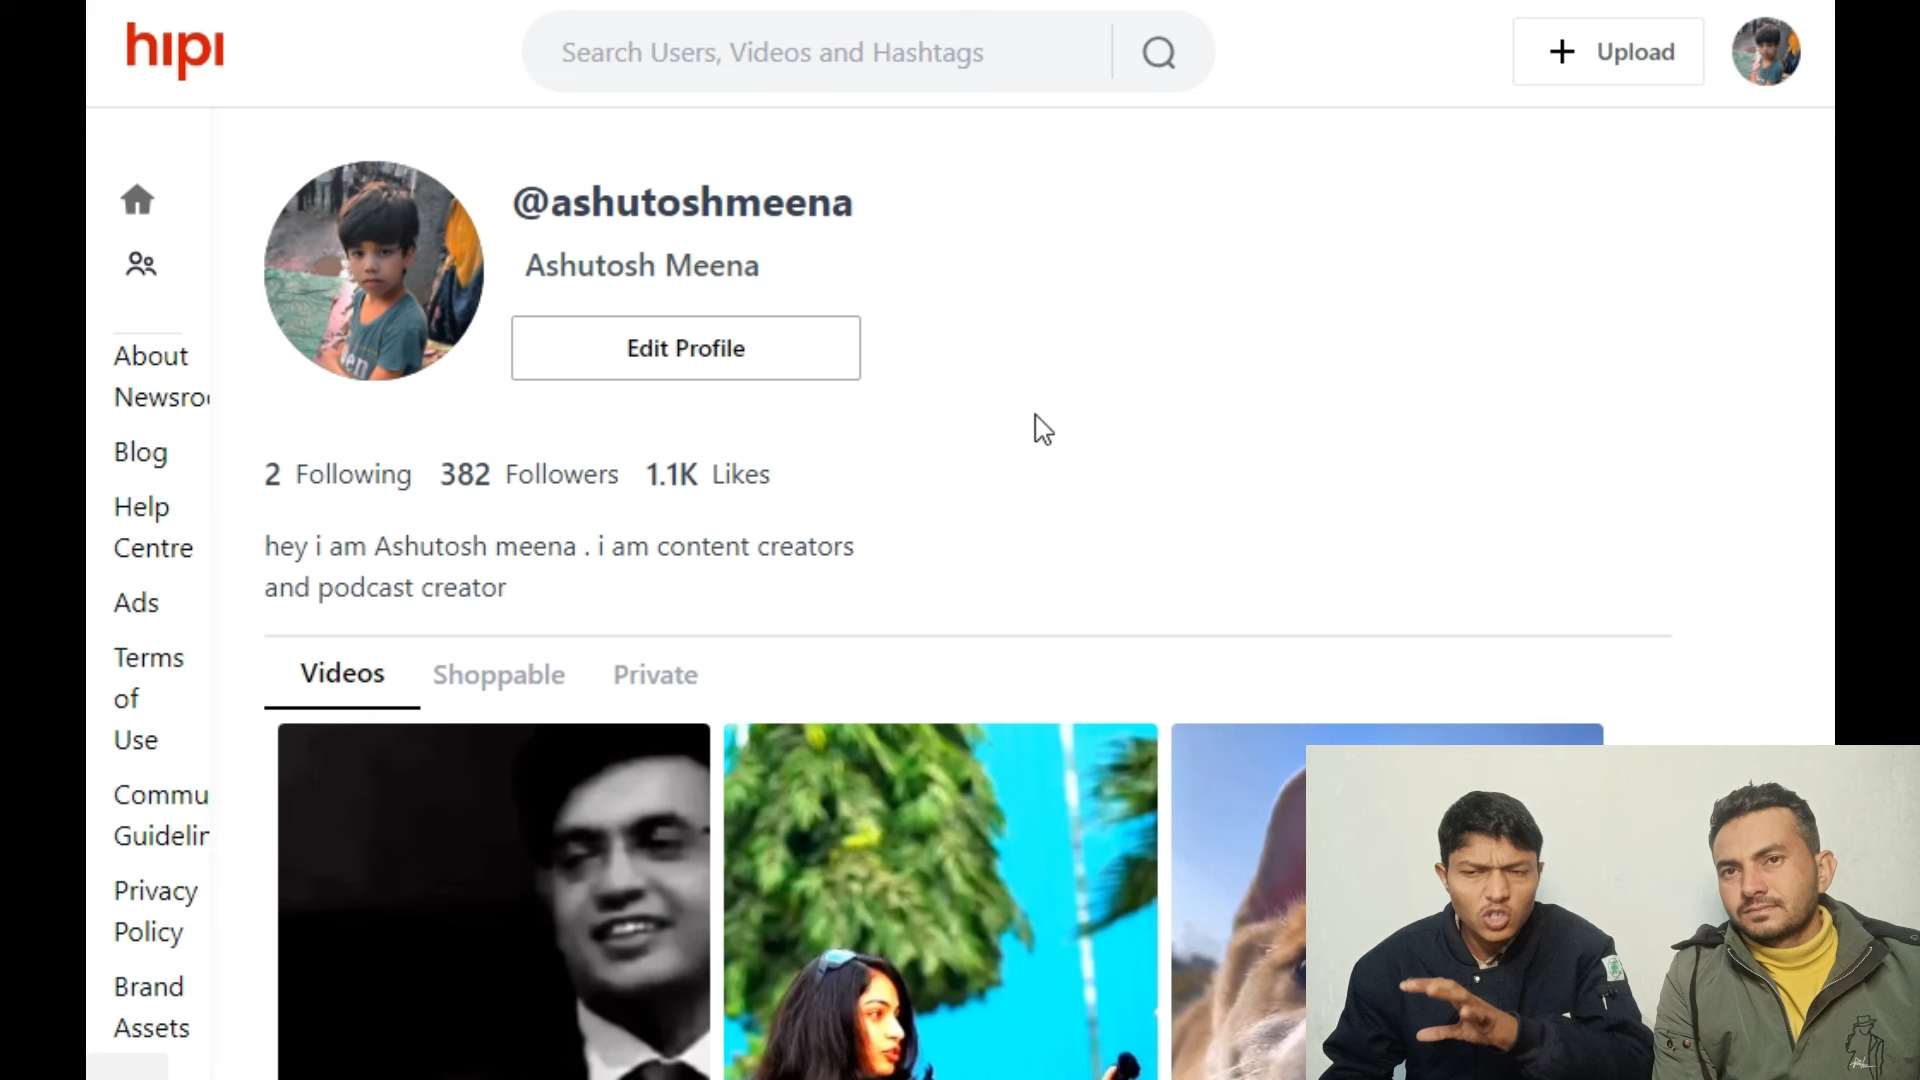 hipi
Search Users, Videos and Hashtags
Upload
@ashutoshmeena
Ashutosh Meena
Edit Profile
2 Following 382 Followers 1.1K Likes
hey i am Ashutosh meena . i am content creators
and podcast creator
Videos Shoppable Private
About
Newsroo
Blog
Help
Centre
Ads
Terms
of
Use
Commu
Guidelin
Privacy
Policy
Brand
Assets